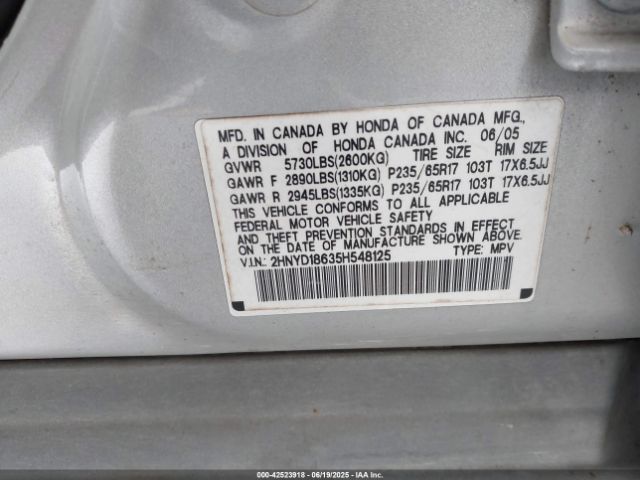 MFD. IN CANADA BY HONDA OF CANADA MFG.,
A DIVISION OF HONDA CANADA INC. 06/05
GVWR 5730LBS(2600KG) TIRE SIZE RIM SIZE
GAWR F 2890LBS(1310KG) P235/65R17 103T 17X6.5JJ
GAWR R 2945LBS(1335KG) P235/65R17 103T 17X6.5JJ
THIS VEHICLE CONFORMS TO ALL APPLICABLE
FEDERAL MOTOR VEHICLE SAFETY
AND THEFT PREVENTION STANDARDS IN EFFECT
ON THE DATE OF MANUFACTURE SHOWN ABOVE.
V.I.N.: 2HNYD18635H548125 TYPE: MPV
000-42523918 - 06/19/2025 - IAA Inc.